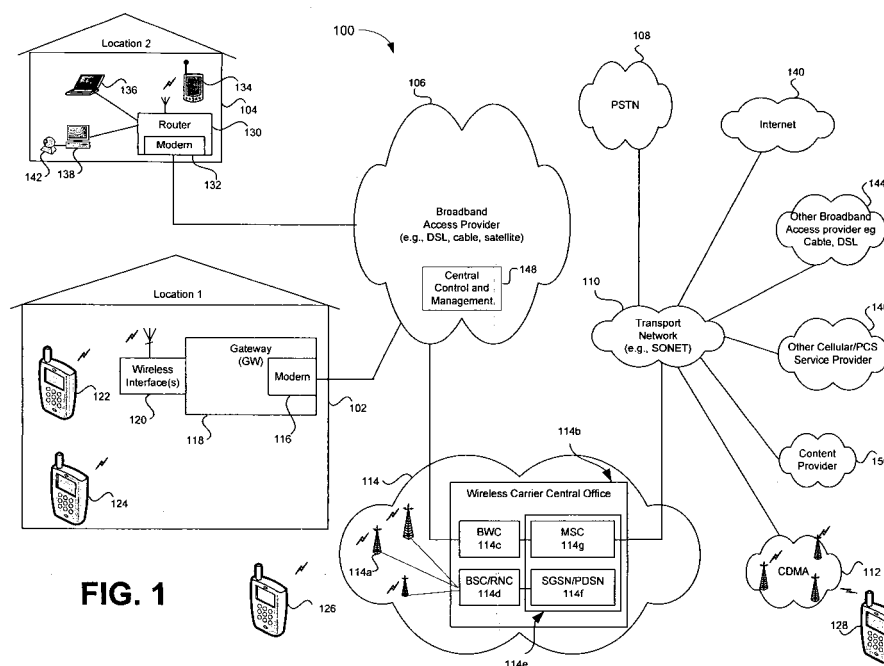 Location 2
136
134
104
Router
130
Modem
132
142
138
100
106
Broadband
Access Provider
(e.g., DSL, cable, satellite)
Central
Control and
Management.
148
108
PSTN
140
Internet
144
Other Broadband
Access provider eg
Cable, DSL
110
Transport
Network
(e.g., SONET)
Other Cellular/PCS
Service Provider
Content
Provider
CDMA
112
128
Location 1
122
Wireless
Interface(s)
120
Gateway
(GW)
Modem
118
116
102
124
114
114b
Wireless Carrier Central Office
BWC
114c
MSC
114g
114a
BSC/RNC
114d
SGSN/PDSN
114f
114e
126
FIG. 1